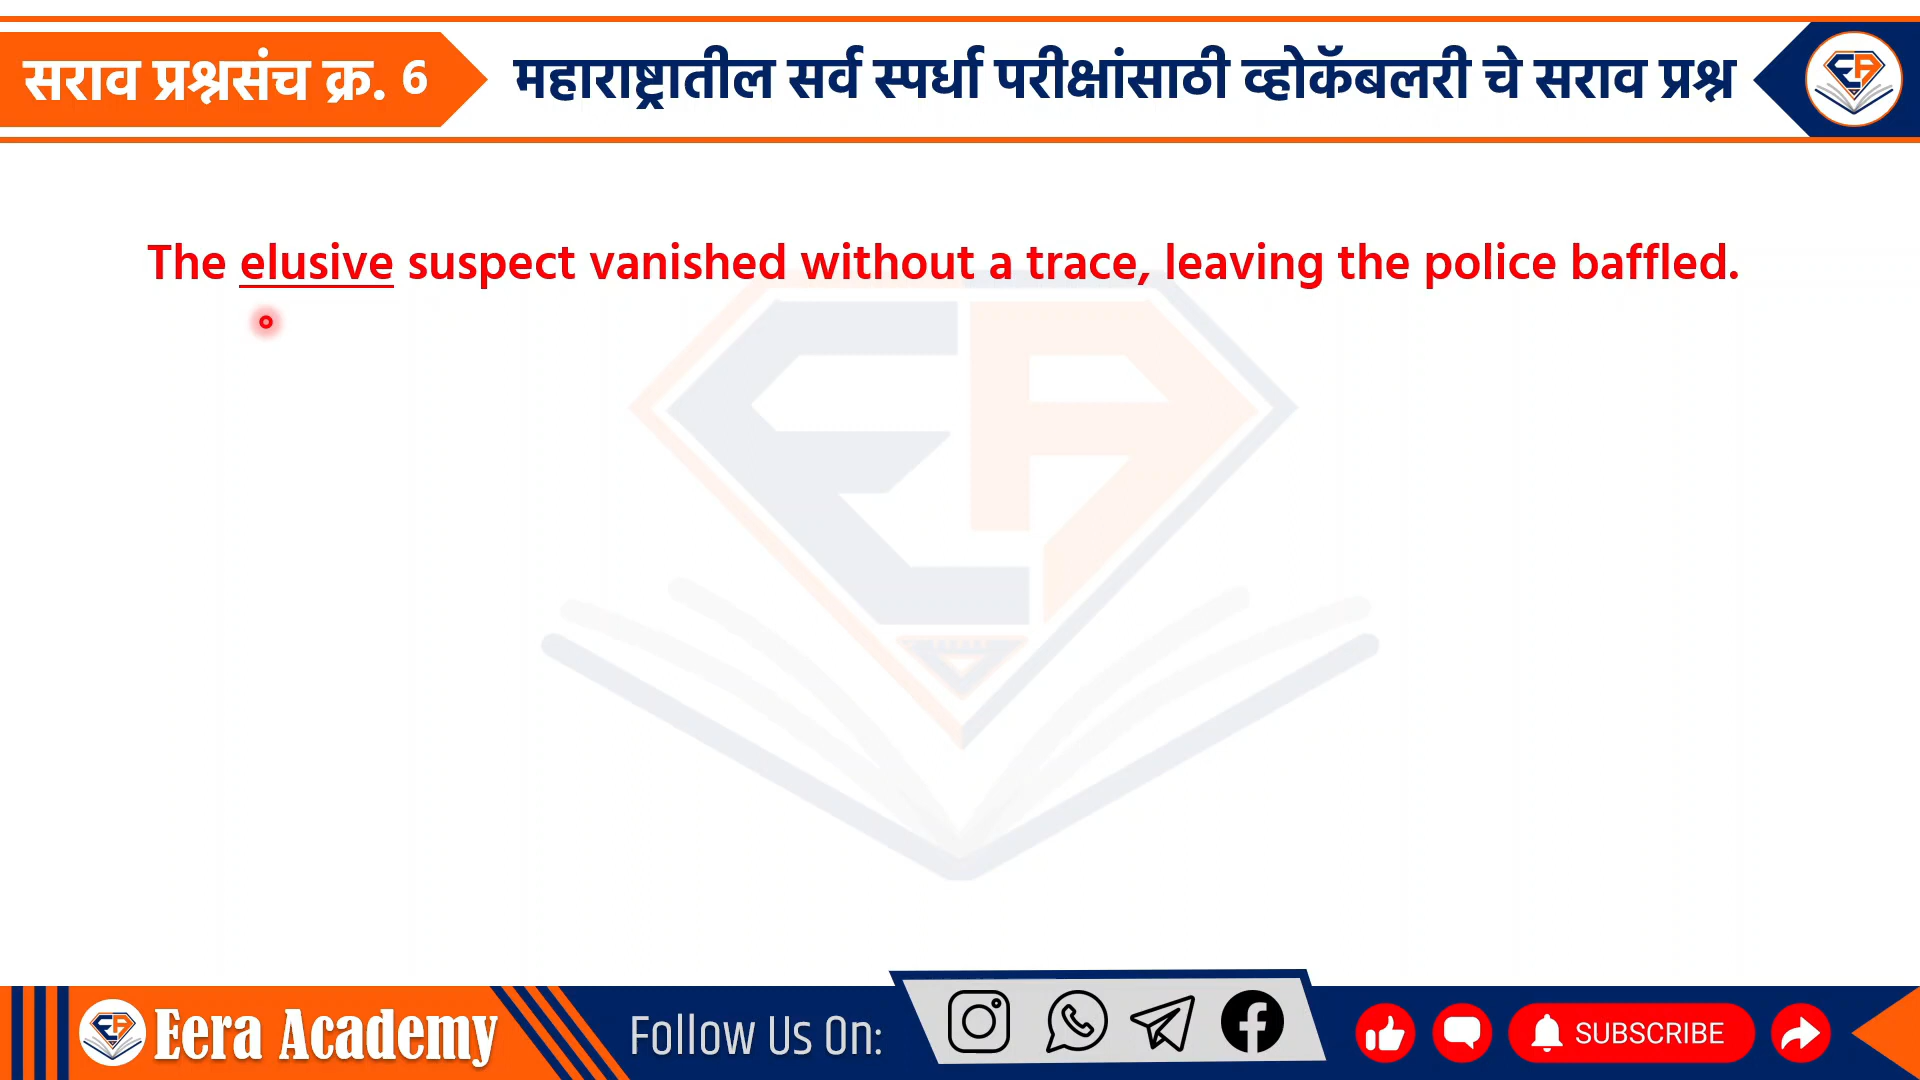 सराव प्रश्नसंच क्र. 6
महाराष्ट्रातील सर्व स्पर्धा परीक्षांसाठी व्होकॅबलरी चे सराव प्रश्न
The elusive suspect vanished without a trace, leaving the police baffled.
Eera Academy
Follow Us On:
SUBSCRIBE